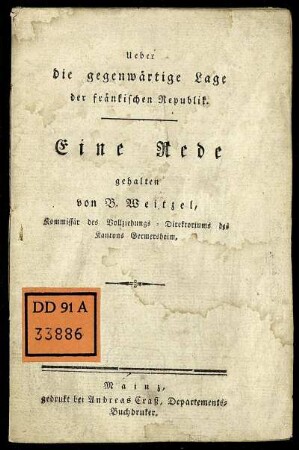 Ueber
die gegenwärtige Lage
der fränkischen Republik.
Eine Rede
gehalten
von B. Weitzel,
Kommissär des Vollziehungs-Direktoriums des
Kantons Germersheim.
DD 91 A
33886
Mainz,
gedruckt bei Andreas Craß, Departements-
Buchdruker.